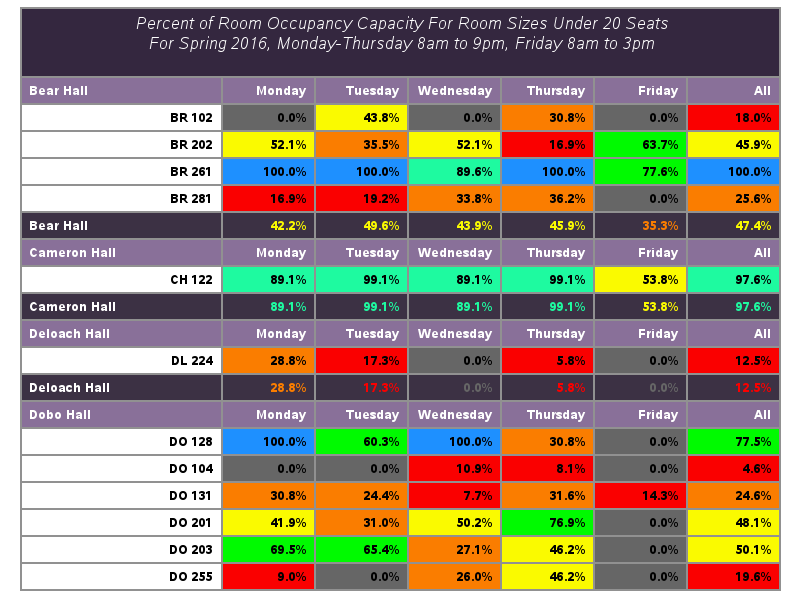 Percent of Room Occupancy Capacity For Room Sizes Under 20 Seats
For Spring 2016, Monday-Thursday 8am to 9pm, Friday 8am to 3pm
Bear Hall Monday Tuesday Wednesday Thursday Friday All
BR 102 0.0% 43.8% 0.0% 30.8% 0.0% 18.0%
BR 202 52.1% 35.5% 52.1% 16.9% 63.7% 45.9%
BR 261 100.0% 100.0% 89.6% 100.0% 77.6% 100.0%
BR 281 16.9% 19.2% 33.8% 36.2% 0.0% 25.6%
Bear Hall 42.2% 49.6% 43.9% 45.9% 35.3% 47.4%
Cameron Hall Monday Tuesday Wednesday Thursday Friday All
CH 122 89.1% 99.1% 89.1% 99.1% 53.8% 97.6%
Cameron Hall 89.1% 99.1% 89.1% 99.1% 53.8% 97.6%
Deloach Hall Monday Tuesday Wednesday Thursday Friday All
DL 224 28.8% 17.3% 0.0% 5.8% 0.0% 12.5%
Deloach Hall 28.8% 17.3% 0.0% 5.8% 0.0% 12.5%
Dobo Hall Monday Tuesday Wednesday Thursday Friday All
DO 128 100.0% 60.3% 100.0% 30.8% 0.0% 77.5%
DO 104 0.0% 0.0% 10.9% 8.1% 0.0% 4.6%
DO 131 30.8% 24.4% 7.7% 31.6% 14.3% 24.6%
DO 201 41.9% 31.0% 50.2% 76.9% 0.0% 48.1%
DO 203 69.5% 65.4% 27.1% 46.2% 0.0% 50.1%
DO 255 9.0% 0.0% 26.0% 46.2% 0.0% 19.6%